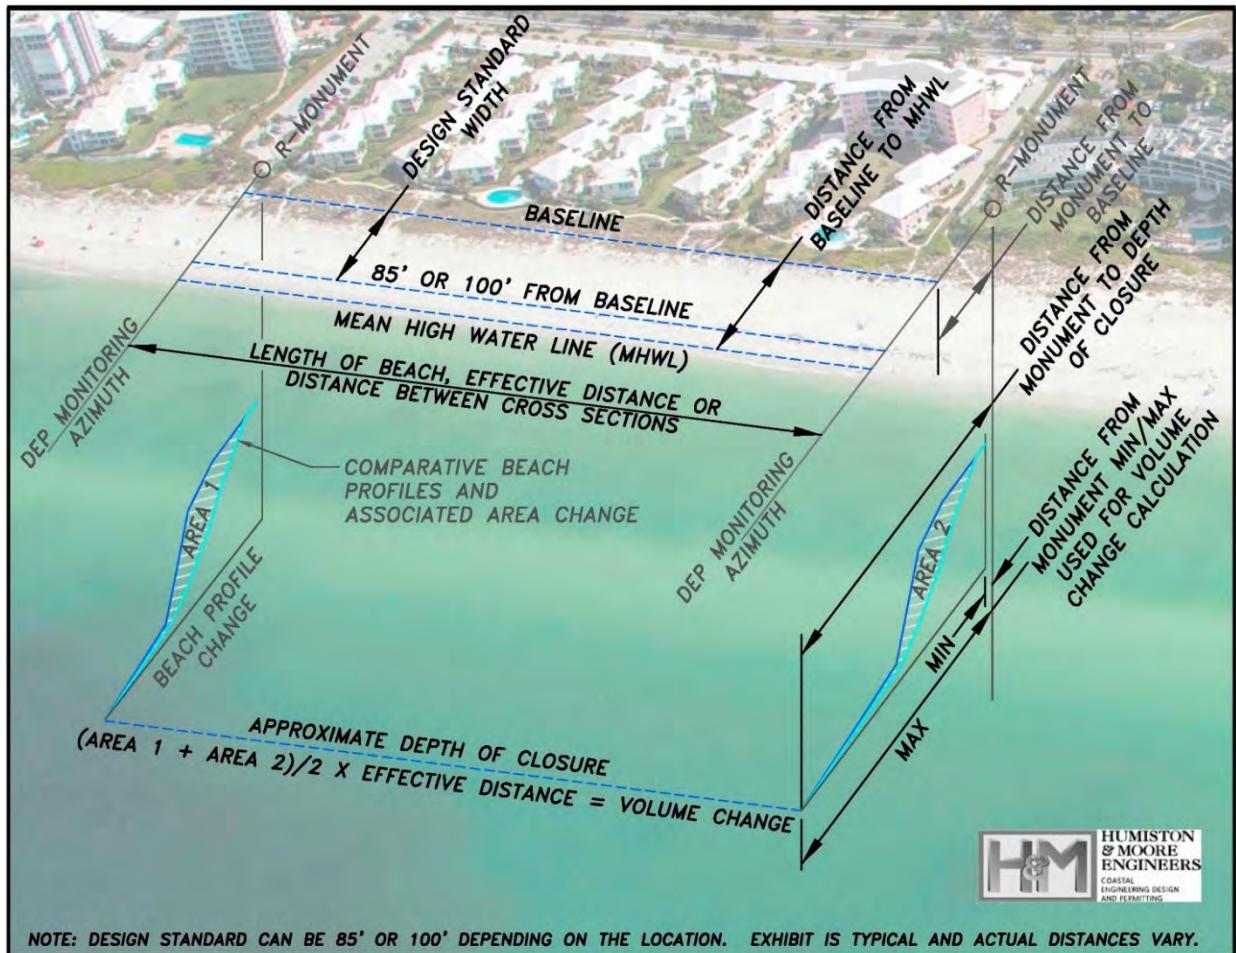 R-MONUMENT
DESIGN STANDARD
WIDTH
DISTANCE FROM
BASELINE TO MHWL
R-MONUMENT
DISTANCE FROM
MONUMENT TO
BASELINE
DISTANCE FROM
MONUMENT TO DEPTH
OF CLOSURE
BASELINE
85' OR 100' FROM BASELINE
MEAN HIGH WATER LINE (MHWL)
LENGTH OF BEACH, EFFECTIVE DISTANCE OR
DISTANCE BETWEEN CROSS SECTIONS
DEP MONITORING
AZIMUTH
COMPARATIVE BEACH
PROFILES AND
ASSOCIATED AREA CHANGE
AREA 1
BEACH PROFILE
CHANGE
DEP MONITORING
AZIMUTH
AREA 2
DISTANCE FROM
MONUMENT MIN/MAX
USED FOR VOLUME
CHANGE CALCULATION
MIN
MAX
APPROXIMATE DEPTH OF CLOSURE
(AREA 1 + AREA 2)/2 X EFFECTIVE DISTANCE = VOLUME CHANGE
H&M
HUMISTON
& MOORE
ENGINEERS
COASTAL
ENGINEERING DESIGN
AND PERMITTING
NOTE: DESIGN STANDARD CAN BE 85' OR 100' DEPENDING ON THE LOCATION. EXHIBIT IS TYPICAL AND ACTUAL DISTANCES VARY.